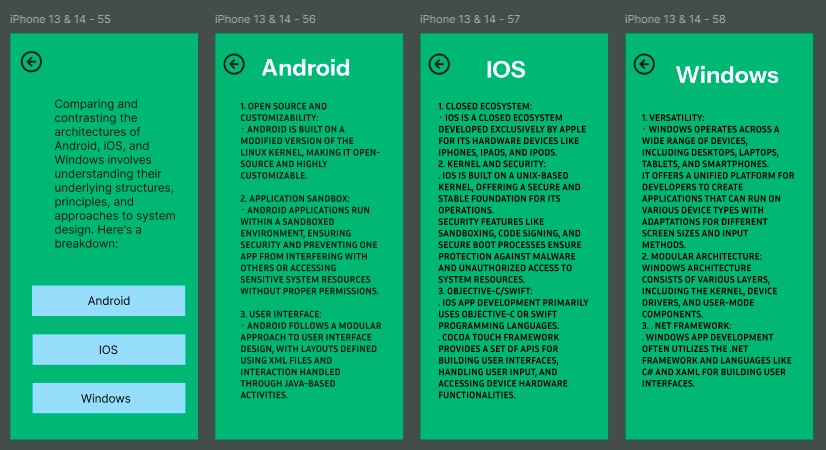 iPhone 13 & 14 - 55
Comparing and
contrasting the
architectures of
Android, iOS, and
Windows involves
understanding their
underlying structures,
principles, and
approaches to system
design. Here's a
breakdown:
Android
IOS
Windows
iPhone 13 & 14 - 56
Android
1. OPEN SOURCE AND
CUSTOMIZABILITY:
· ANDROID IS BUILT ON A
MODIFIED VERSION OF THE
LINUX KERNEL, MAKING IT OPEN-
SOURCE AND HIGHLY
CUSTOMIZABLE.
2. APPLICATION SANDBOX:
· ANDROID APPLICATIONS RUN
WITHIN A SANDBOXED
ENVIRONMENT, ENSURING
SECURITY AND PREVENTING ONE
APP FROM INTERFERING WITH
OTHERS OR ACCESSING
SENSITIVE SYSTEM RESOURCES
WITHOUT PROPER PERMISSIONS.
3. USER INTERFACE:
· ANDROID FOLLOWS A MODULAR
APPROACH TO USER INTERFACE
DESIGN, WITH LAYOUTS DEFINED
USING XML FILES AND
INTERACTION HANDLED
THROUGH JAVA-BASED
ACTIVITIES.
iPhone 13 & 14 - 57
IOS
1. CLOSED ECOSYSTEM:
· IOS IS A CLOSED ECOSYSTEM
DEVELOPED EXCLUSIVELY BY APPLE
FOR ITS HARDWARE DEVICES LIKE
IPHONES, IPADS, AND IPODS.
2. KERNEL AND SECURITY:
. IOS IS BUILT ON A UNIX-BASED
KERNEL, OFFERING A SECURE AND
STABLE FOUNDATION FOR ITS
OPERATIONS.
SECURITY FEATURES LIKE
SANDBOXING, CODE SIGNING, AND
SECURE BOOT PROCESSES ENSURE
PROTECTION AGAINST MALWARE
AND UNAUTHORIZED ACCESS TO
SYSTEM RESOURCES.
3. OBJECTIVE-C/SWIFT:
. IOS APP DEVELOPMENT PRIMARILY
USES OBJECTIVE-C OR SWIFT
PROGRAMMING LANGUAGES.
. COCOA TOUCH FRAMEWORK
PROVIDES A SET OF APIS FOR
BUILDING USER INTERFACES,
HANDLING USER INPUT, AND
ACCESSING DEVICE HARDWARE
FUNCTIONALITIES.
iPhone 13 & 14 - 58
Windows
1. VERSATILITY:
· WINDOWS OPERATES ACROSS A
WIDE RANGE OF DEVICES,
INCLUDING DESKTOPS, LAPTOPS,
TABLETS, AND SMARTPHONES.
IT OFFERS A UNIFIED PLATFORM FOR
DEVELOPERS TO CREATE
APPLICATIONS THAT CAN RUN ON
VARIOUS DEVICE TYPES WITH
ADAPTATIONS FOR DIFFERENT
SCREEN SIZES AND INPUT
METHODS.
2. MODULAR ARCHITECTURE:
WINDOWS ARCHITECTURE
CONSISTS OF VARIOUS LAYERS,
INCLUDING THE KERNEL, DEVICE
DRIVERS, AND USER-MODE
COMPONENTS.
3. . NET FRAMEWORK:
. WINDOWS APP DEVELOPMENT
OFTEN UTILIZES THE .NET
FRAMEWORK AND LANGUAGES LIKE
C# AND XAML FOR BUILDING USER
INTERFACES.